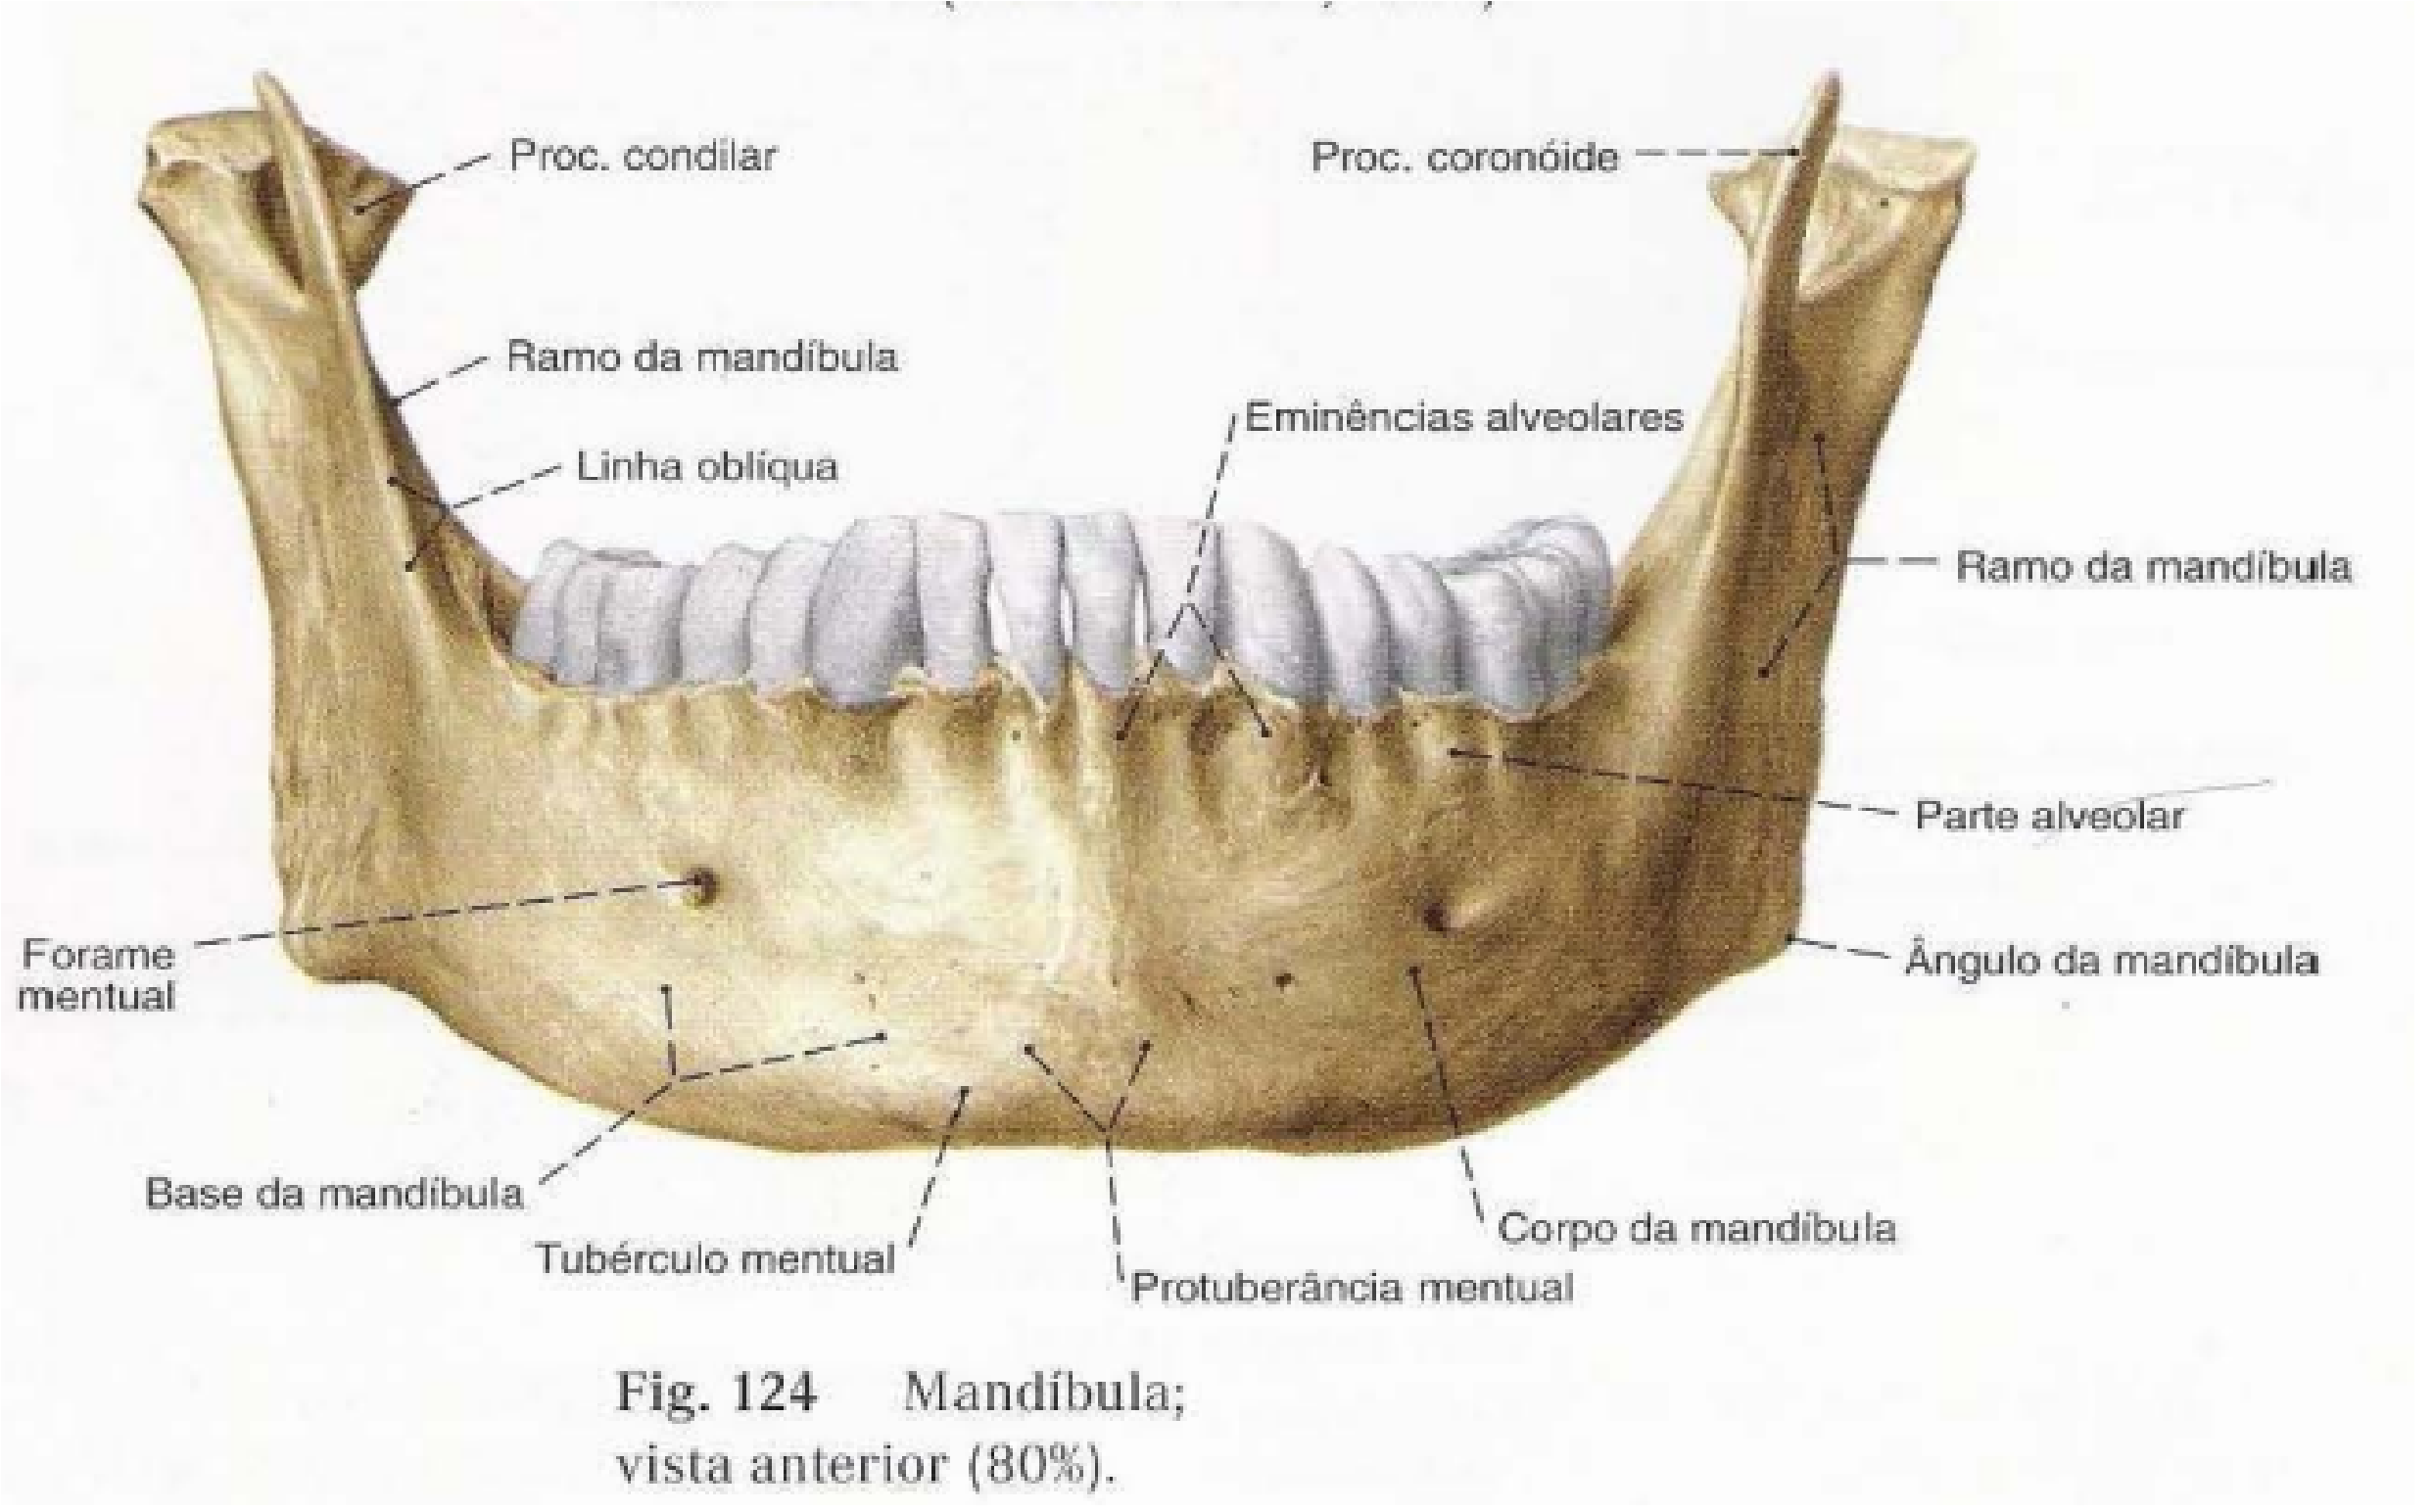 Proc. condilar
Proc. coronóide
Ramo da mandíbula
Eminências alveolares
Linha oblíqua
Ramo da mandíbula
Parte alveolar
Forame
mentual
Ângulo da mandíbula
Base da mandíbula
Corpo da mandíbula
Tubérculo mentual
Protuberância mentual
Fig. 124 Mandíbula;
vista anterior (80%).